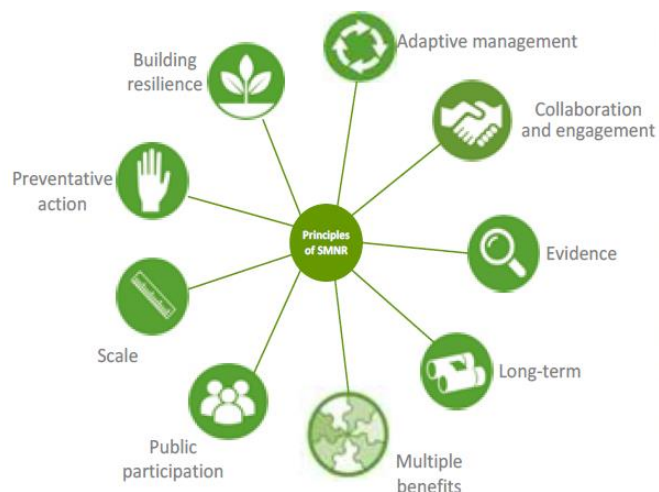 Adaptive management
Building
resilience
Collaboration
and engagement
Preventative
action
Principles
of SMNR
Evidence
Scale
Long-term
Public
participation
Multiple
benefits